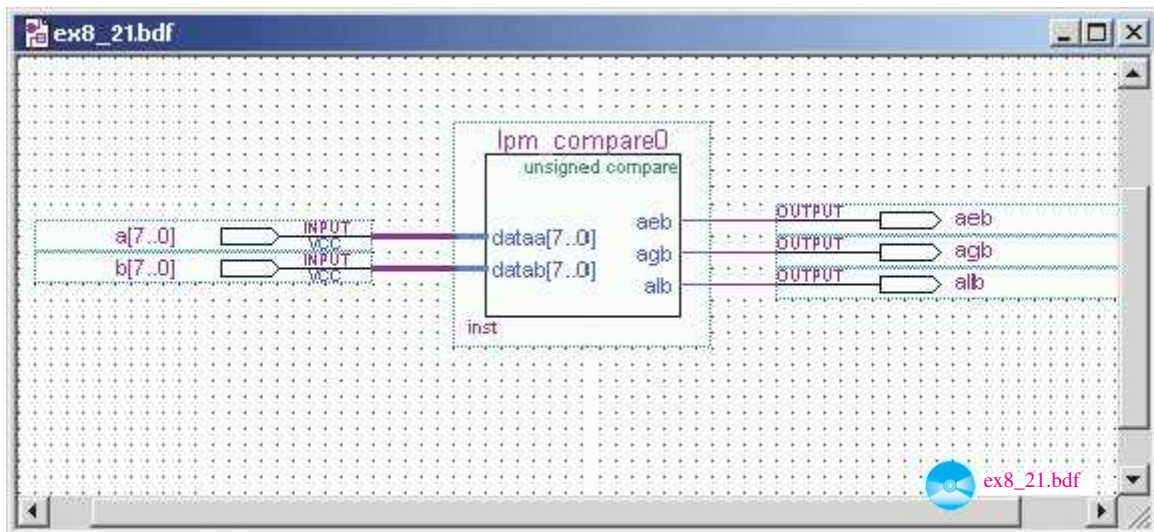 ex8_21.bdf
lpm_compare0
unsigned compare
a[7..0] INPUT VCC
b[7..0] INPUT VCC
dataa[7..0]
datab[7..0]
aeb
agb
alb
OUTPUT aeb
OUTPUT agb
OUTPUT alb
inst
ex8_21.bdf